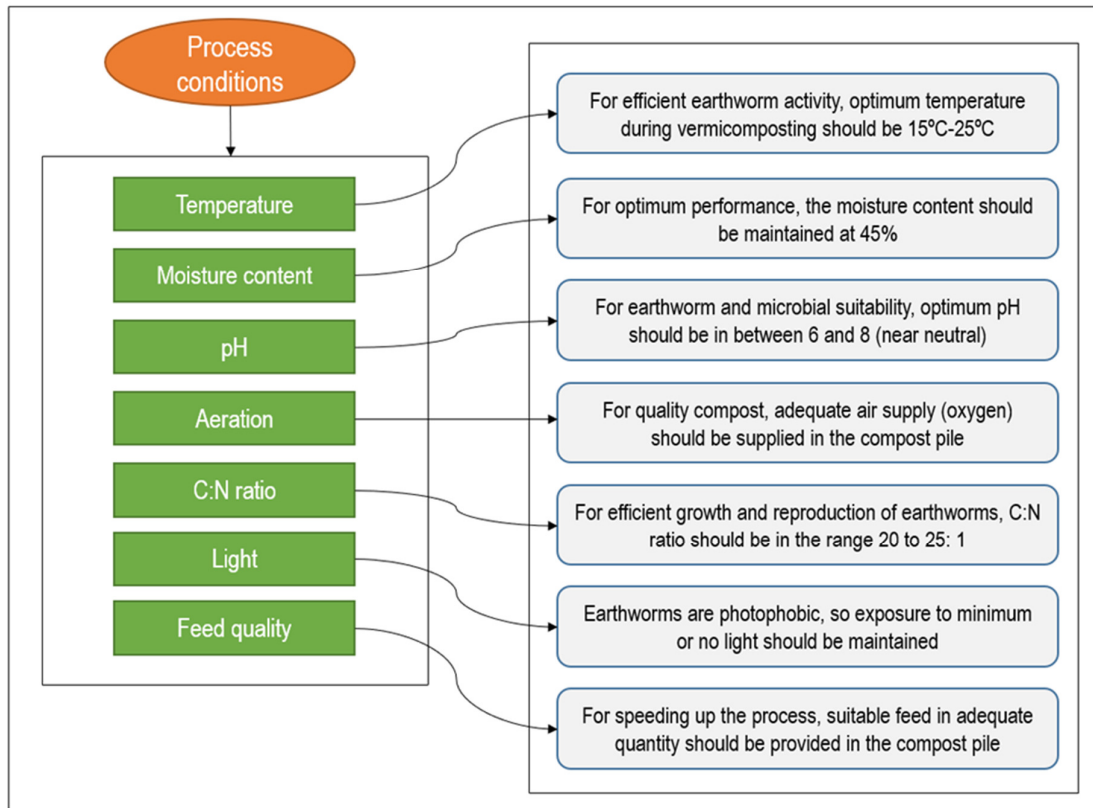 Process
conditions
Temperature
Moisture content
pH
Aeration
C:N ratio
Light
Feed quality
For efficient earthworm activity, optimum temperature
during vermicomposting should be 15ºC-25ºC
For optimum performance, the moisture content should
be maintained at 45%
For earthworm and microbial suitability, optimum pH
should be in between 6 and 8 (near neutral)
For quality compost, adequate air supply (oxygen)
should be supplied in the compost pile
For efficient growth and reproduction of earthworms, C:N
ratio should be in the range 20 to 25: 1
Earthworms are photophobic, so exposure to minimum
or no light should be maintained
For speeding up the process, suitable feed in adequate
quantity should be provided in the compost pile